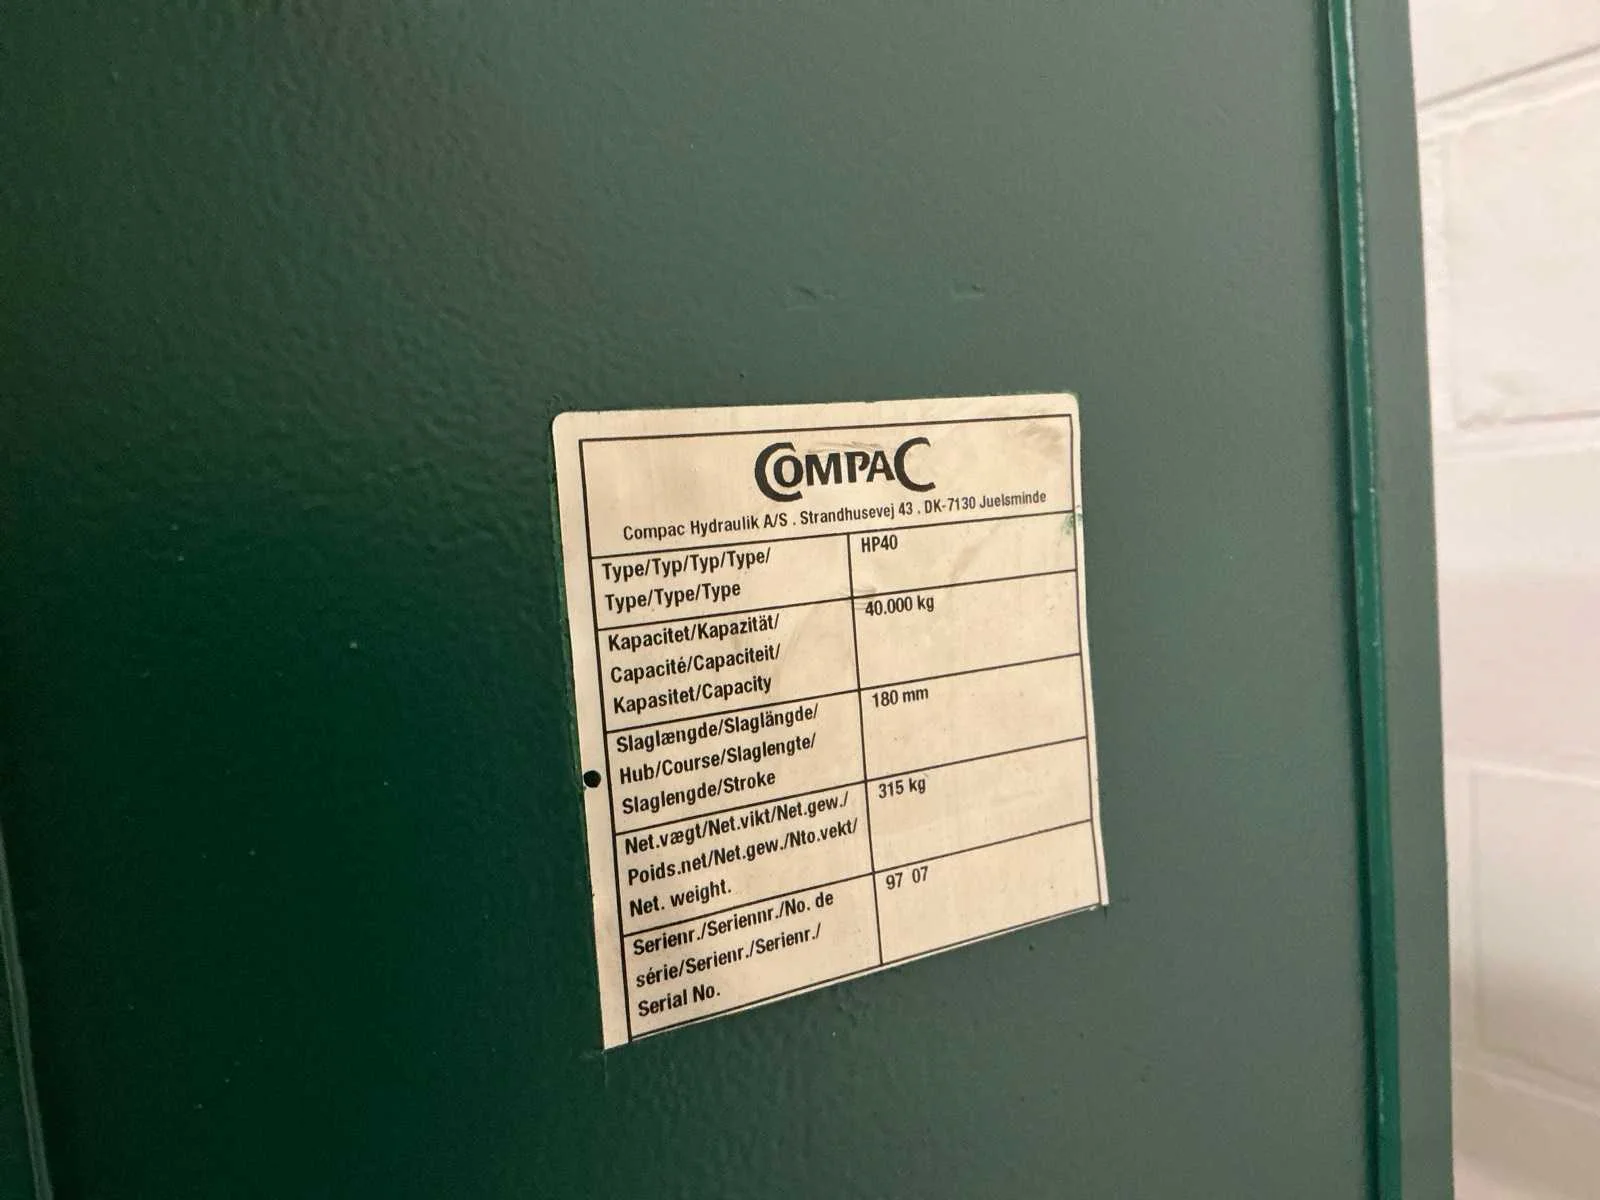 COMPAC
Compac Hydraulik A/S . Strandhusevej 43 . DK-7130 Juelsminde
Type/Typ/Typ/Type/
Type/Type/Type
HP40
Kapacitet/Kapazität/
Capacité/Capaciteit/
Kapasitet/Capacity
40.000 kg
Slaglængde/Slaglängde/
Hub/Course/Slaglengte/
Slaglengde/Stroke
180 mm
Net.vægt/Net.vikt/Net.gew./
Poids.net/Net.gew./Nto.vekt/
Net. weight.
315 kg
Serienr./Seriennr./No. de
série/Serienr./Serienr./
Serial No.
97 07